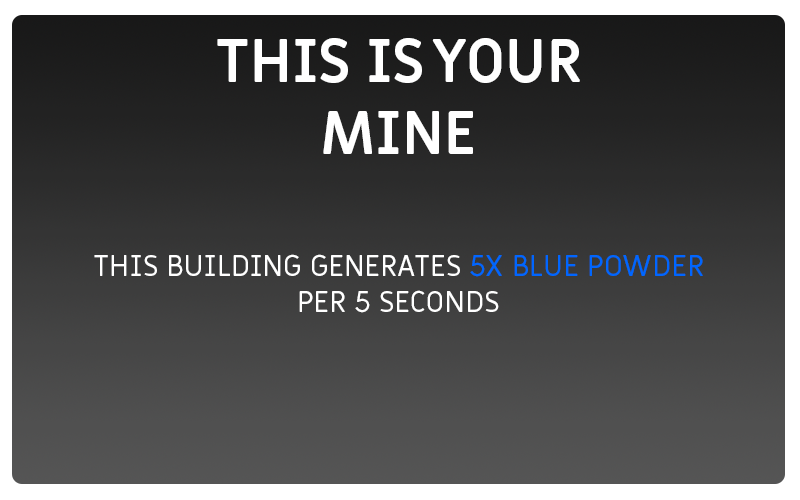 THIS IS YOUR
MINE
THIS BUILDING GENERATES 5X BLUE POWDER
PER 5 SECONDS